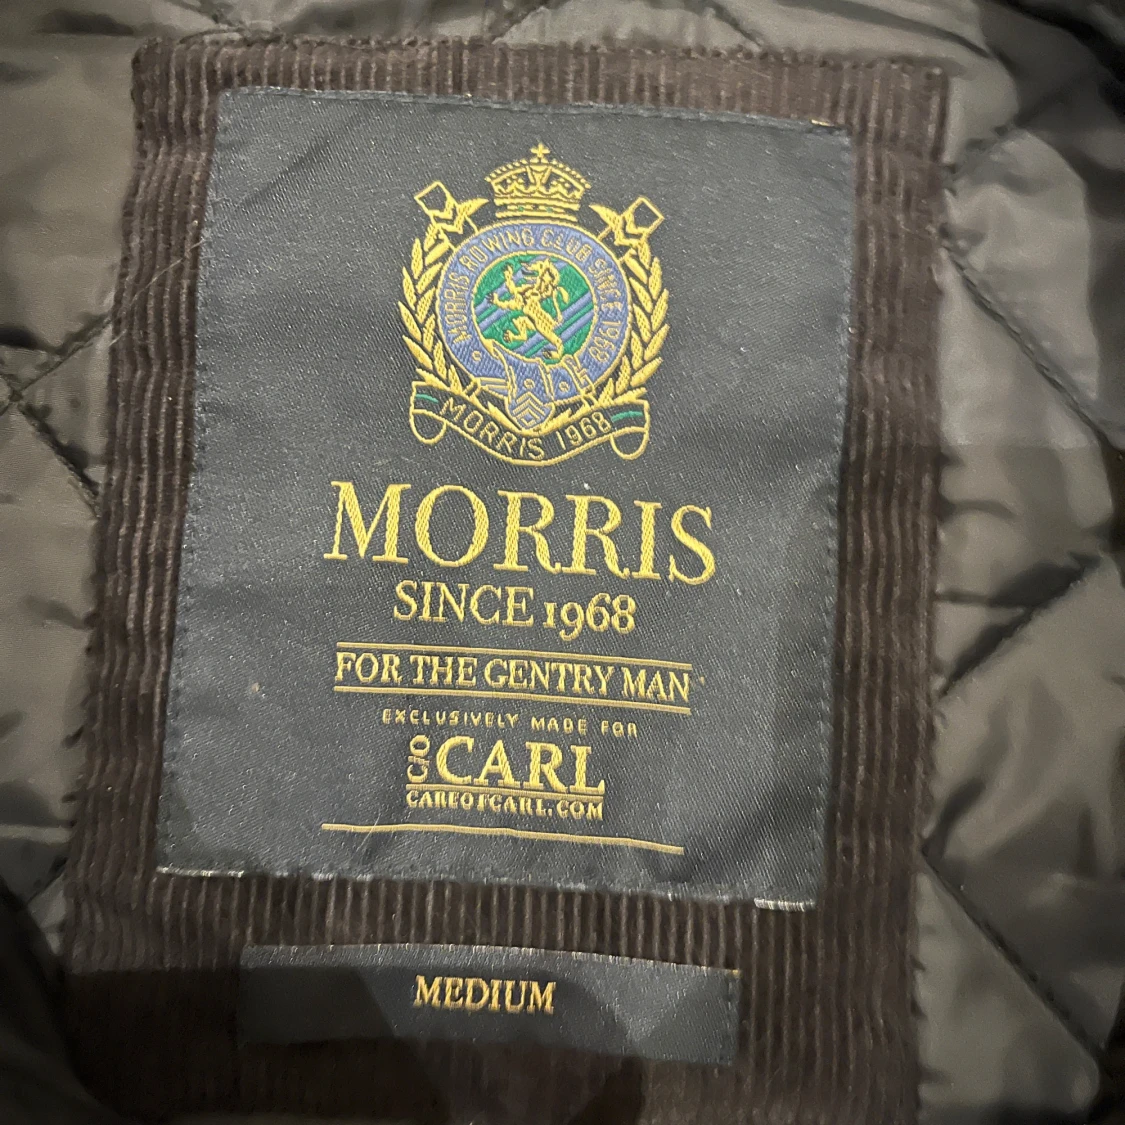 MORRIS ROWING CLUB SINCE 1968
MORRIS 1968
MORRIS
SINCE 1968
FOR THE GENTRY MAN
EXCLUSIVELY MADE FOR
C/O CARL
CAREOFCARL.COM
MEDIUM